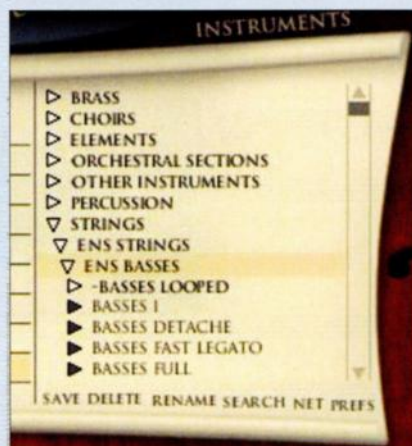 INSTRUMENTS
BRASS
CHOIRS
ELEMENTS
ORCHESTRAL SECTIONS
OTHER INSTRUMENTS
PERCUSSION
STRINGS
ENS STRINGS
ENS BASSES
-BASSES LOOPED
BASSES I
BASSES DETACHE
BASSES FAST LEGATO
BASSES FULL
SAVE DELETE RENAME SEARCH NET PREFS